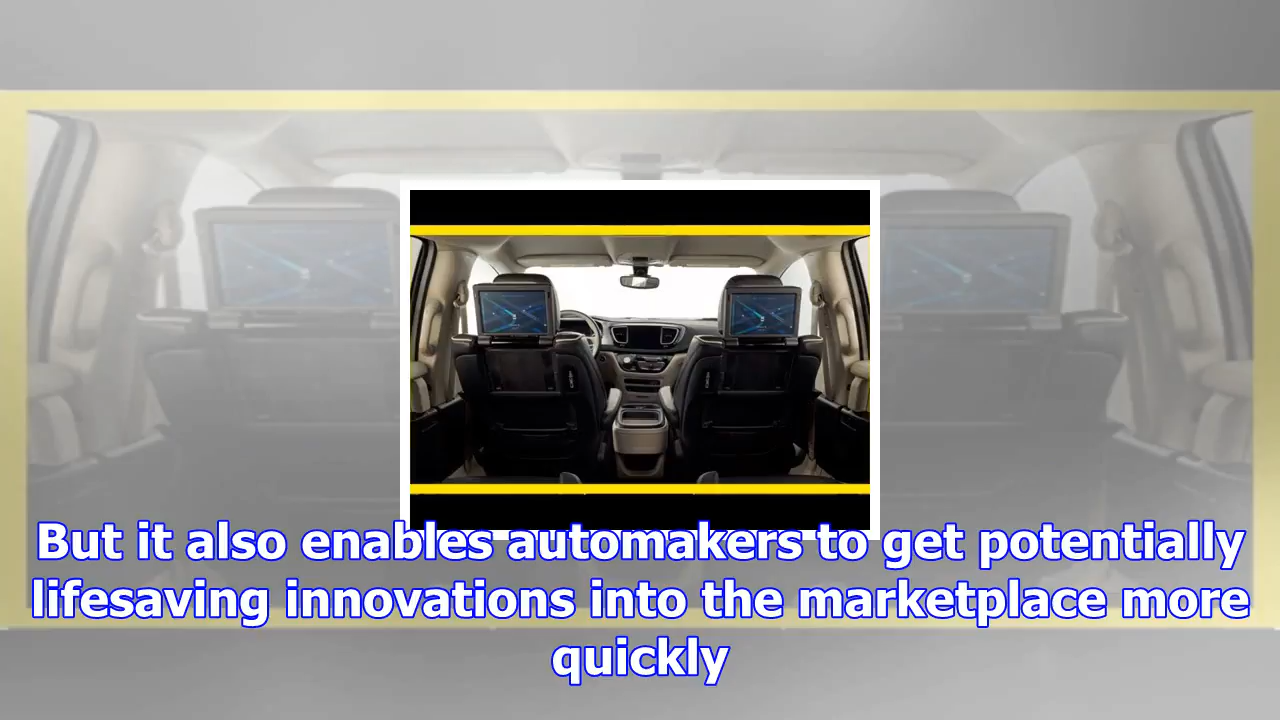 But it also enables automakers to get potentially
lifesaving innovations into the marketplace more
quickly